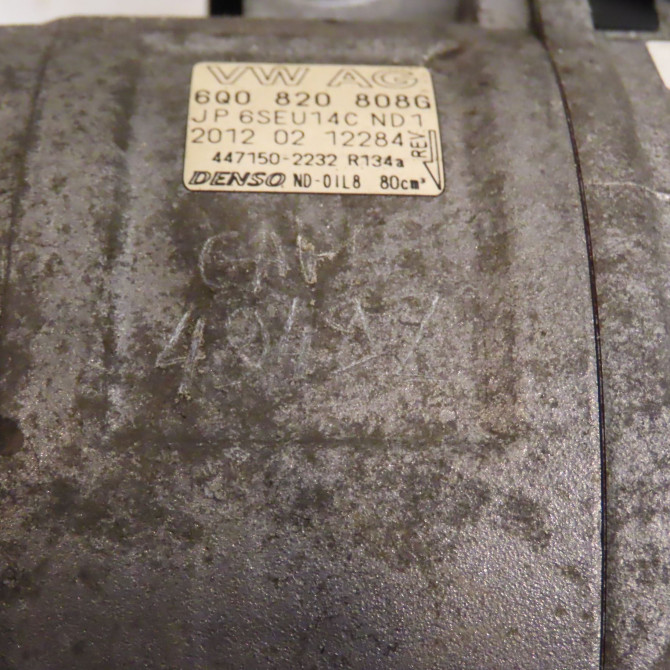 VW AG
6Q0 820 808G
JP 6SEU14C ND1
2012 02 12284
REV
447150-2232 R134a
DENSO ND-OIL8 80cm³